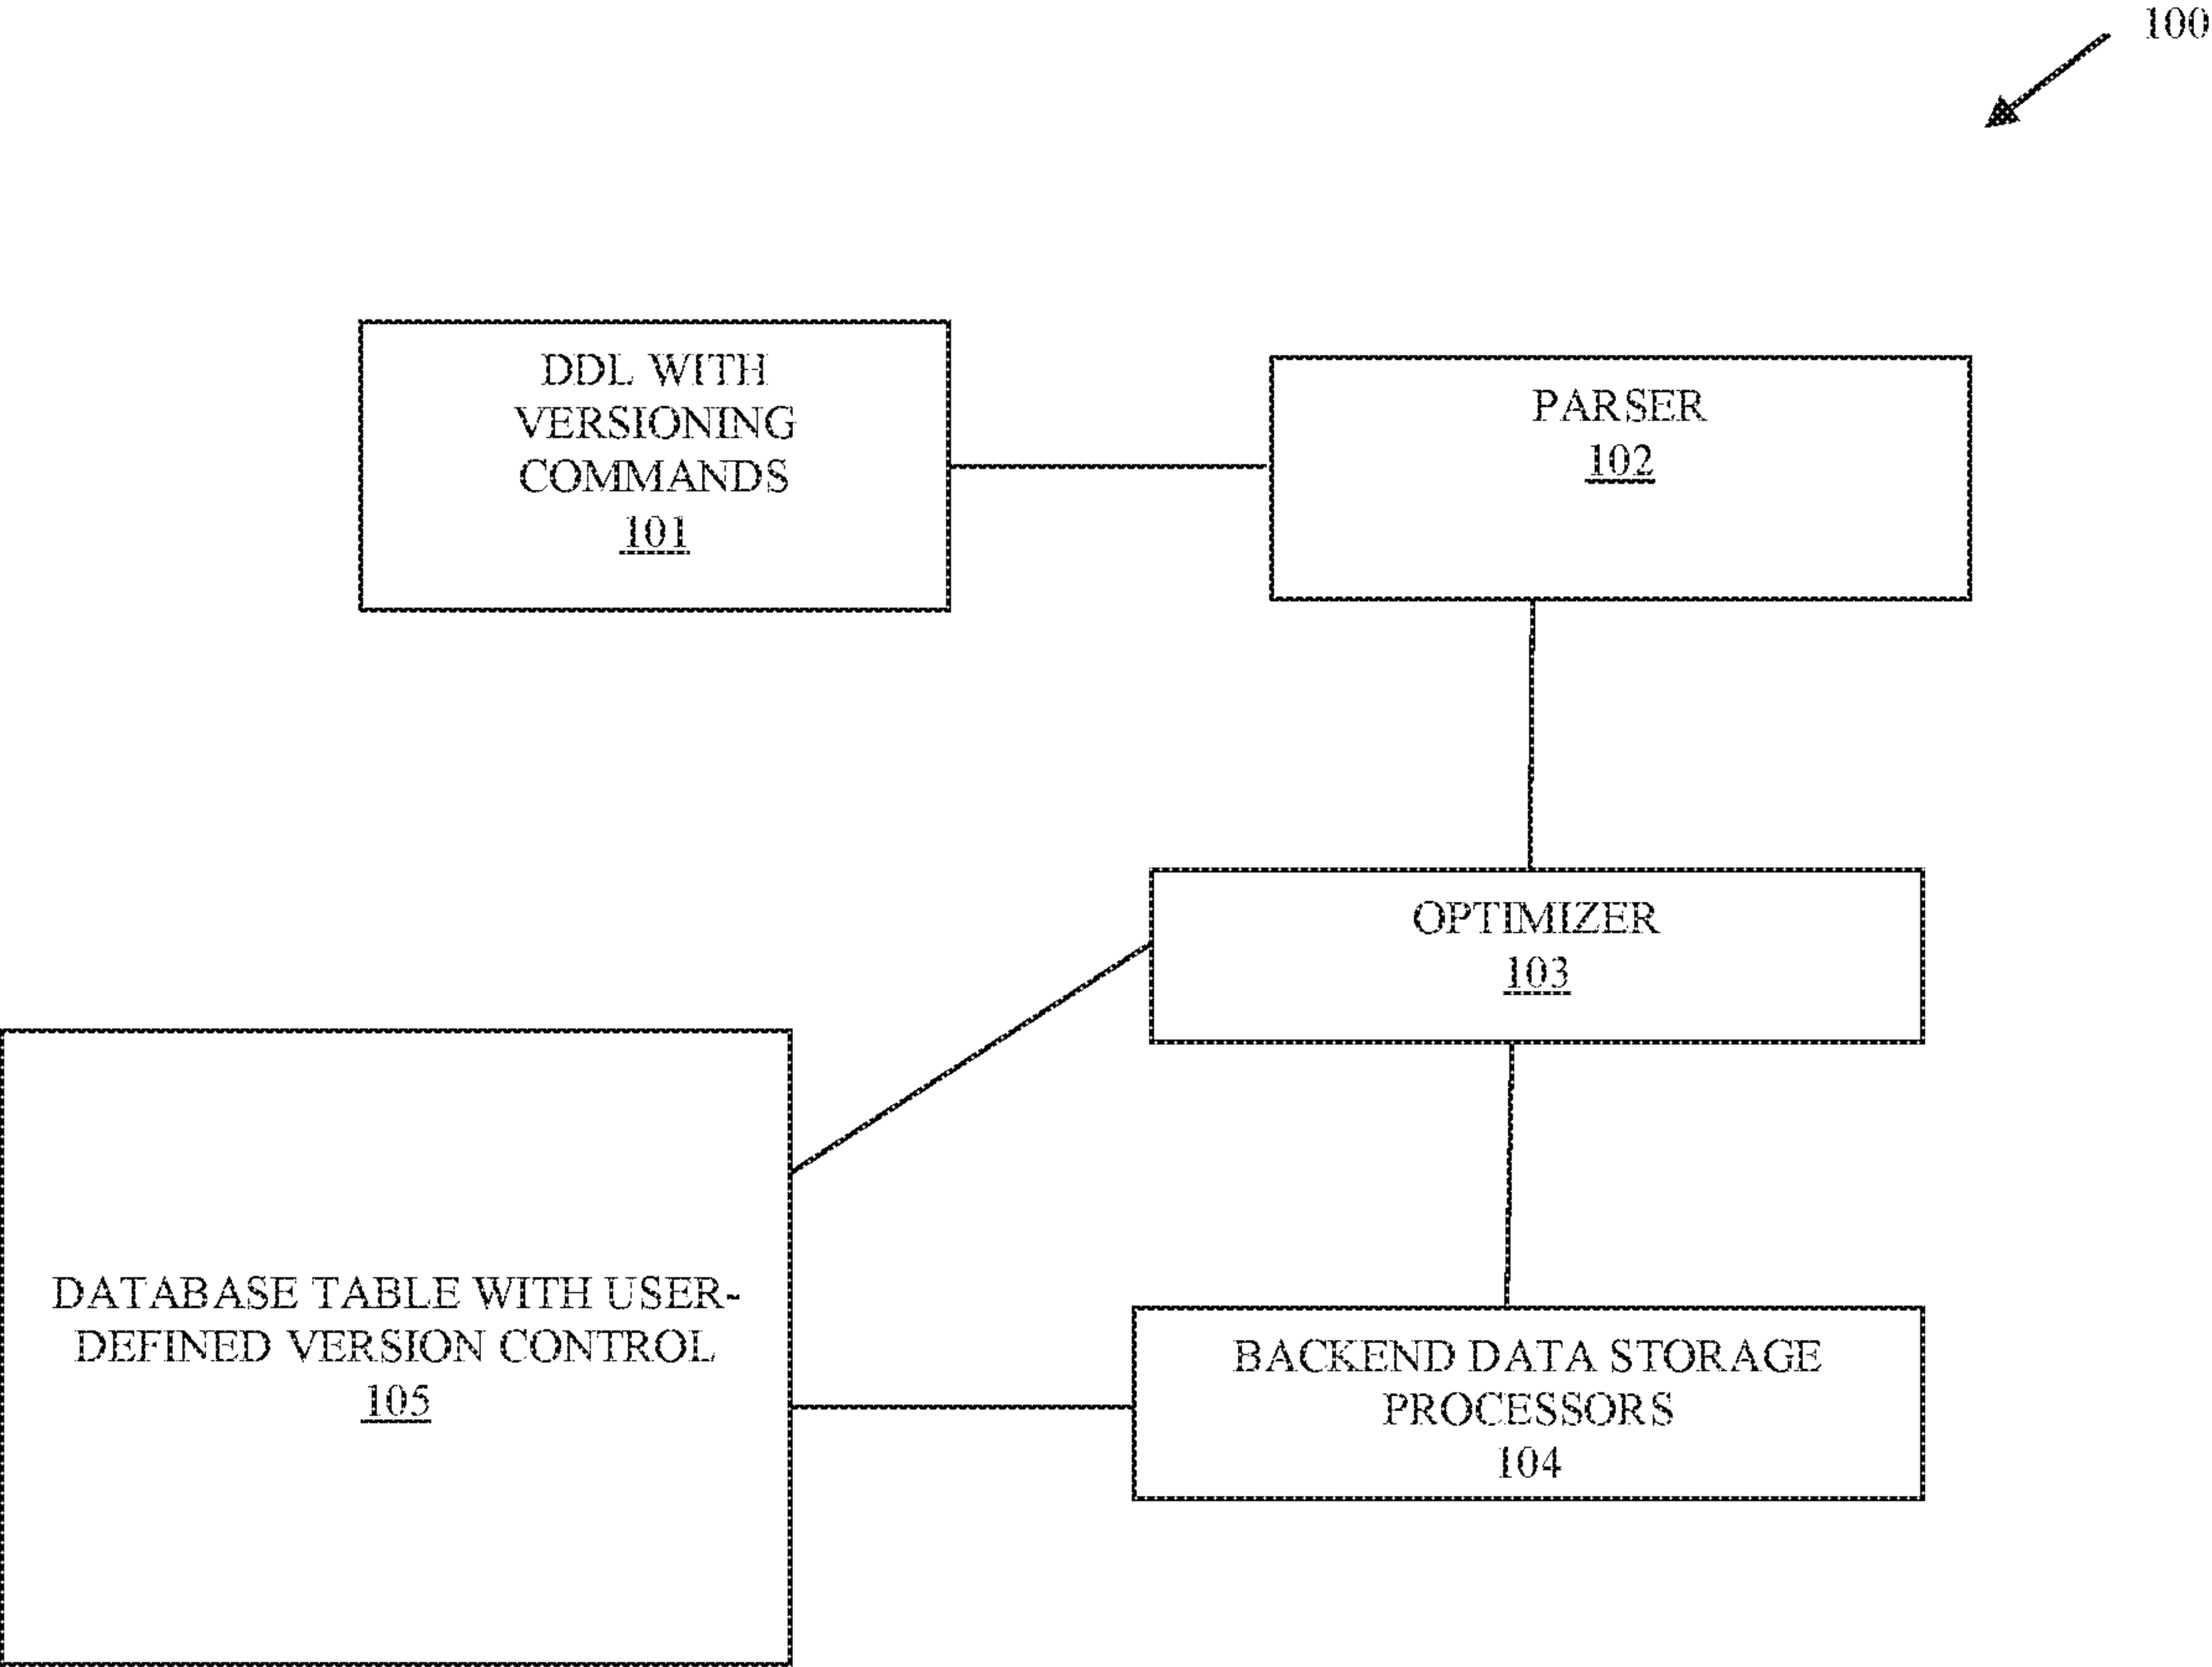 100
DDL WITH
VERSIONING
COMMANDS
101
PARSER
102
OPTIMIZER
103
DATABASE TABLE WITH USER-
DEFINED VERSION CONTROL
105
BACKEND DATA STORAGE
PROCESSORS
104